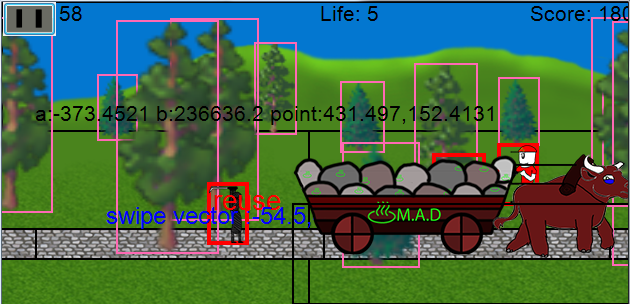 58
Life: 5
Score: 180
a:-373.4521 b:236636.2 point:431.497,152.4131
reuse
swipe vector :-54.5
M.A.D